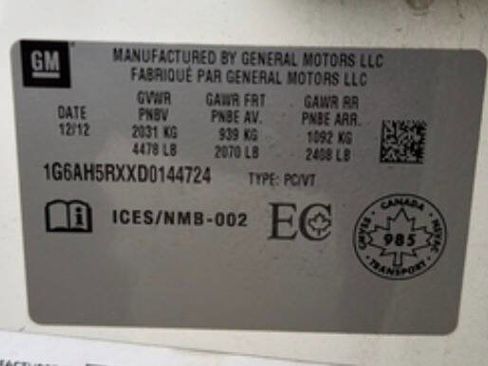 GM
MANUFACTURED BY GENERAL MOTORS LLC
FABRIQUÉ PAR GENERAL MOTORS LLC
DATE
12/12
GVWR
PNBV
2031 KG
4478 LB
GAWR FRT
PNBE AV.
939 KG
2070 LB
GAWR RR
PNBE ARR.
1092 KG
2408 LB
1G6AH5RXXD0144724 TYPE: PC/VT
i ICES/NMB-002 EC
CANADA
985
TRANSPORT